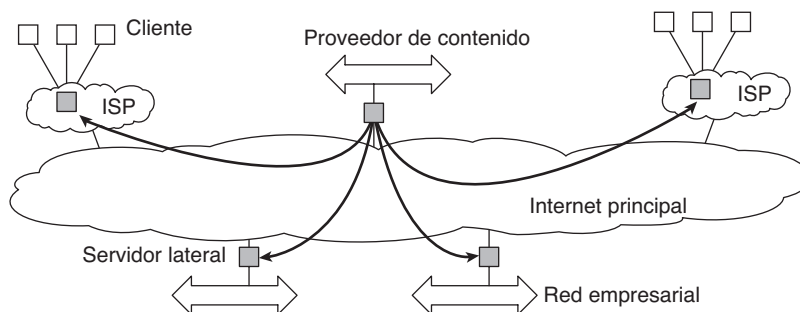 Cliente
Proveedor de contenido
ISP
ISP
Internet principal
Servidor lateral
Red empresarial